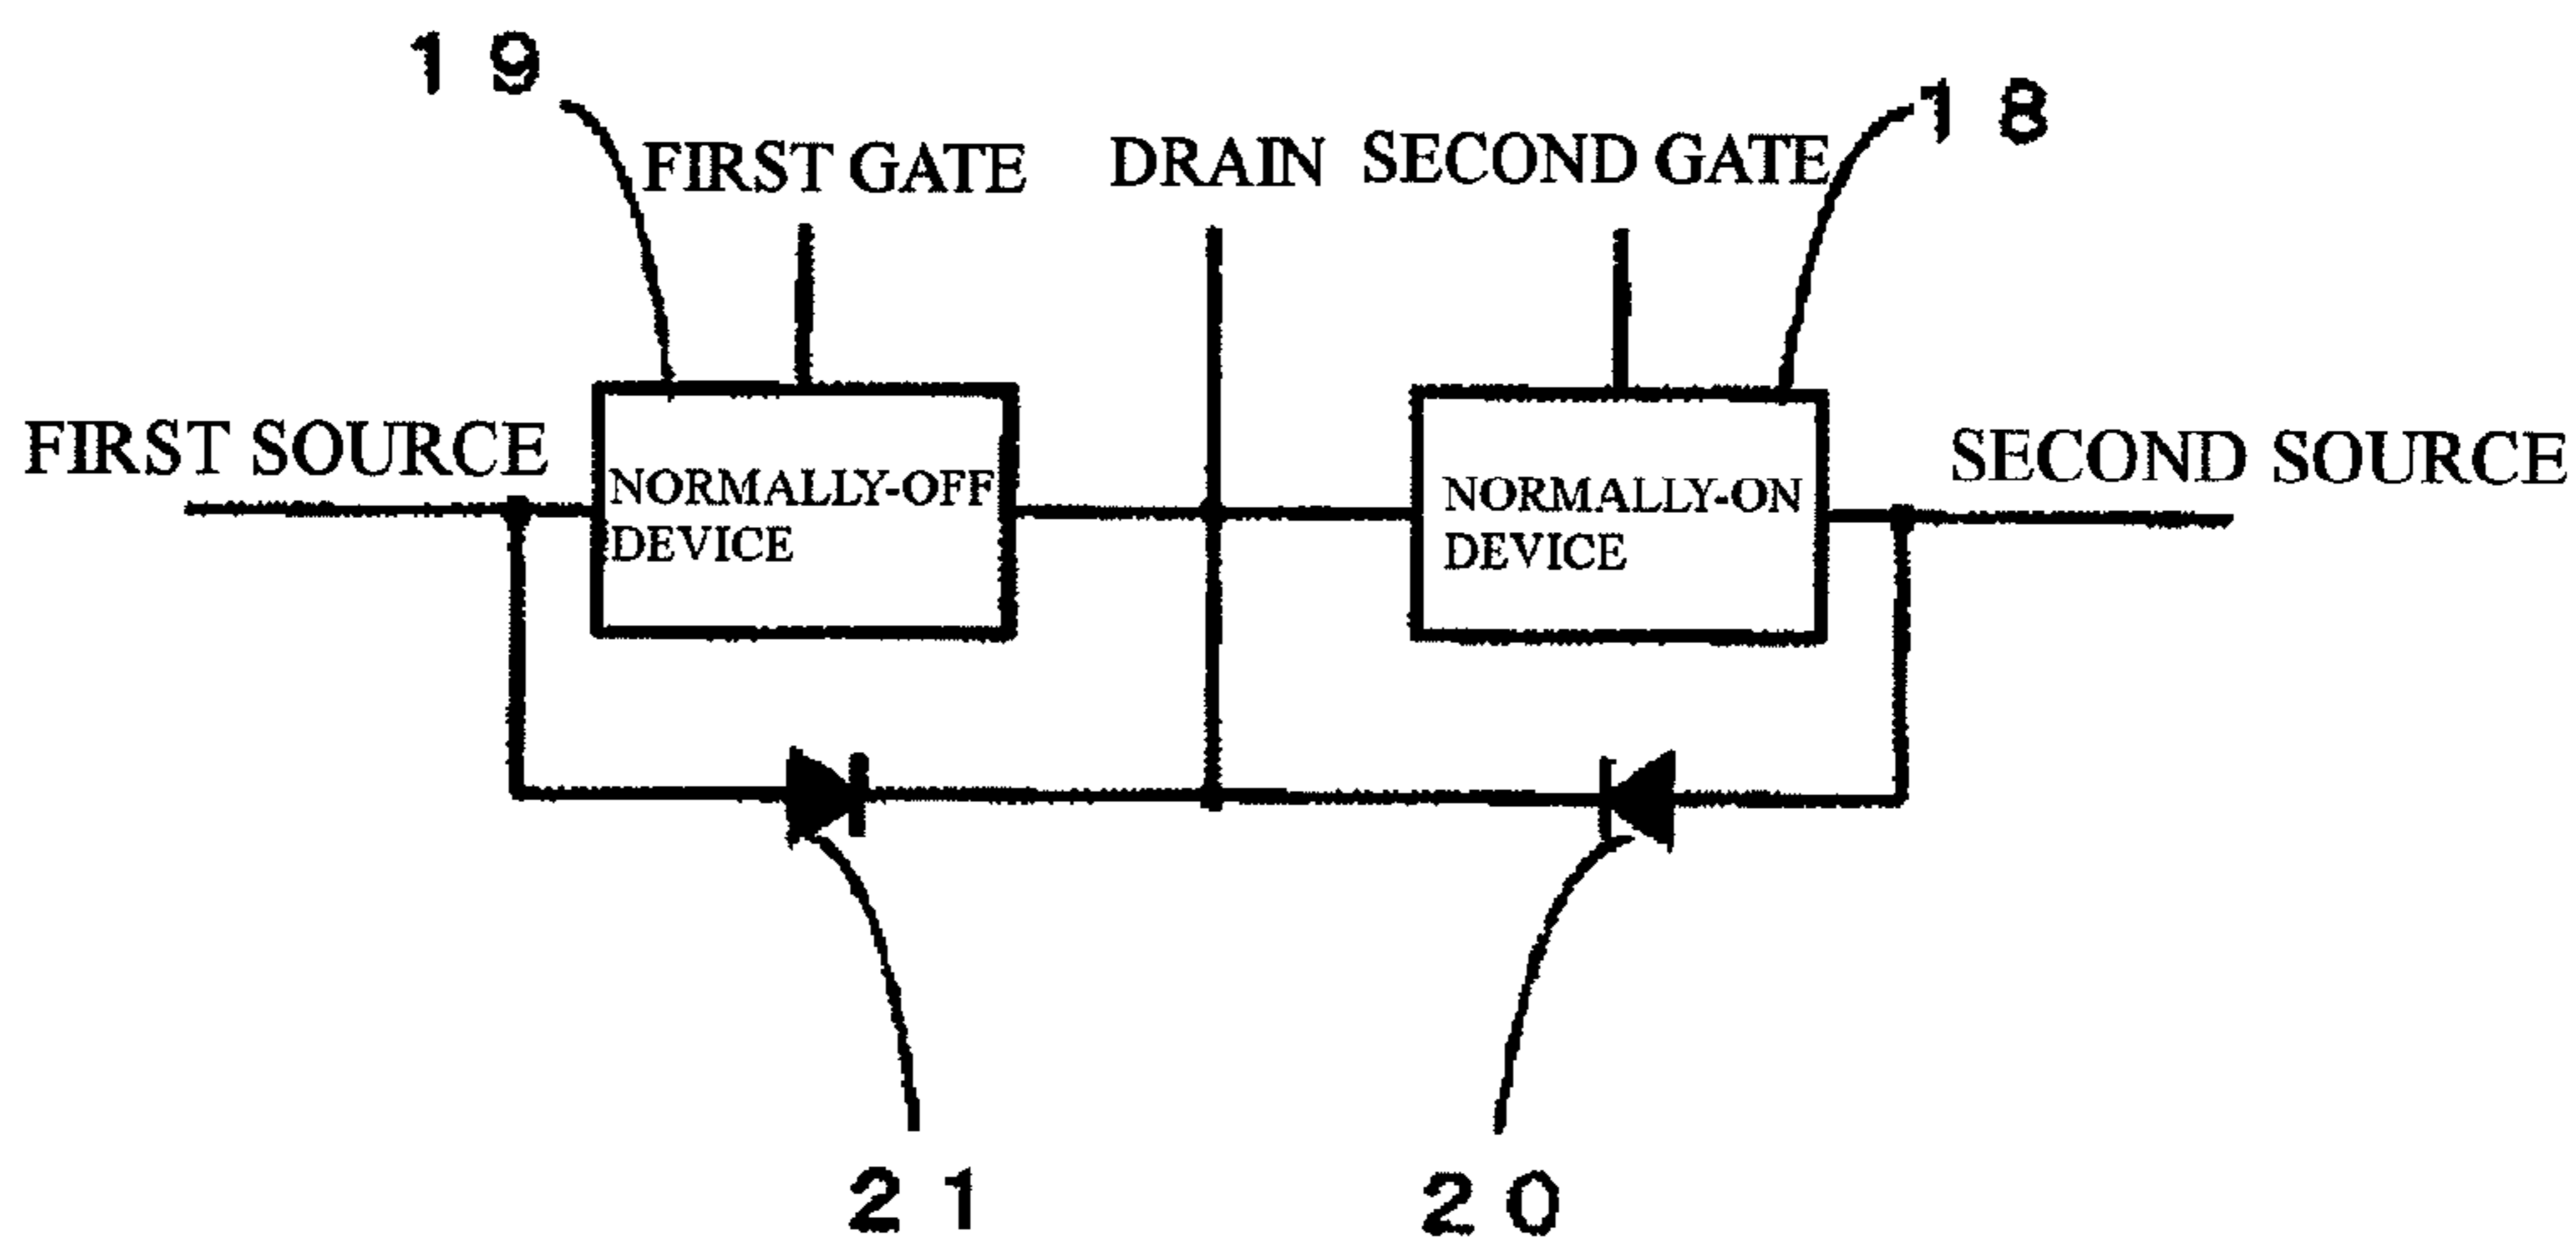 19
18
FIRST GATE
DRAIN
SECOND GATE
FIRST SOURCE
SECOND SOURCE
NORMALLY-OFF
DEVICE
NORMALLY-ON
DEVICE
21
20